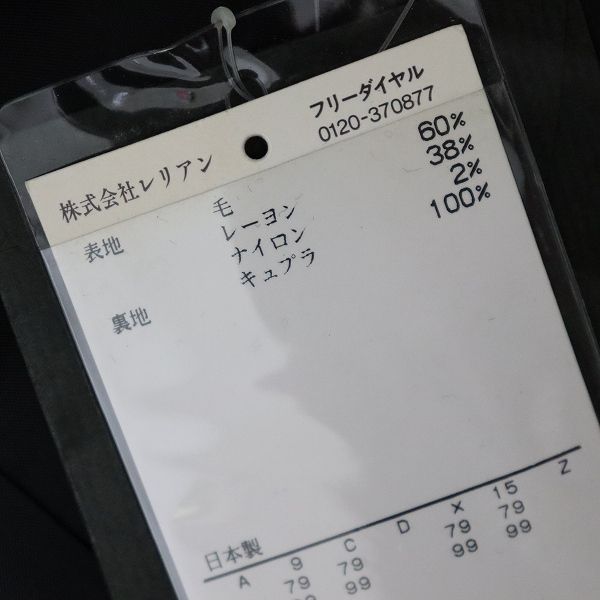 フリーダイヤル
0120-370877
株式会社レリアン
表地 毛 60%
レーヨン 38%
ナイロン 2%
裏地 キュプラ 100%
日本製
A 9 C D X 15 Z
79 79 79 79
99 99 99 99